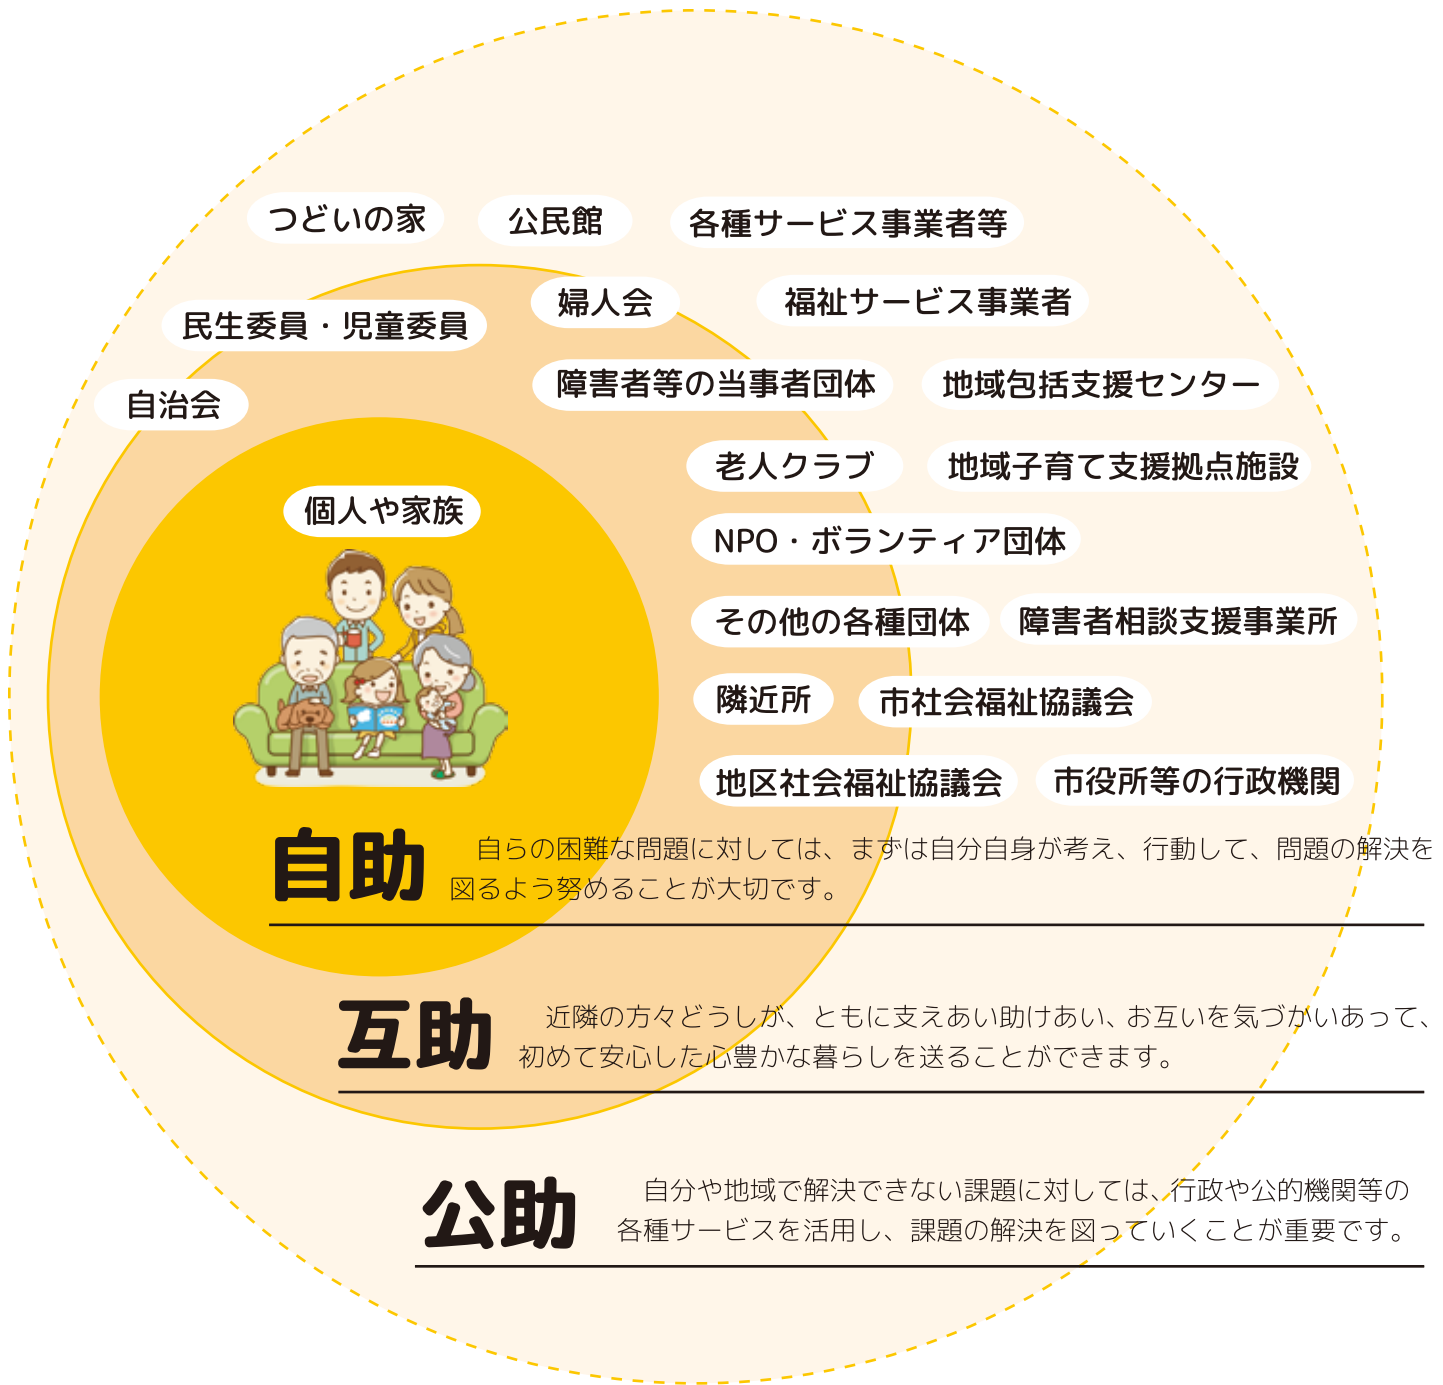 つどいの家
公民館
各種サービス事業者等
民生委員・児童委員
婦人会
福祉サービス事業者
自治会
障害者等の当事者団体
地域包括支援センター
老人クラブ
地域子育て支援拠点施設
個人や家族
NPO・ボランティア団体
その他の各種団体
障害者相談支援事業所
隣近所
市社会福祉協議会
地区社会福祉協議会
市役所等の行政機関
自助
自らの困難な問題に対しては、まずは自分自身が考え、行動して、問題の解決を
図るよう努めることが大切です。
互助
近隣の方々どうしが、ともに支えあい助けあい、お互いを気づかいあって、
初めて安心した心豊かな暮らしを送ることができます。
公助
自分や地域で解決できない課題に対しては、行政や公的機関等の
各種サービスを活用し、課題の解決を図っていくことが重要です。